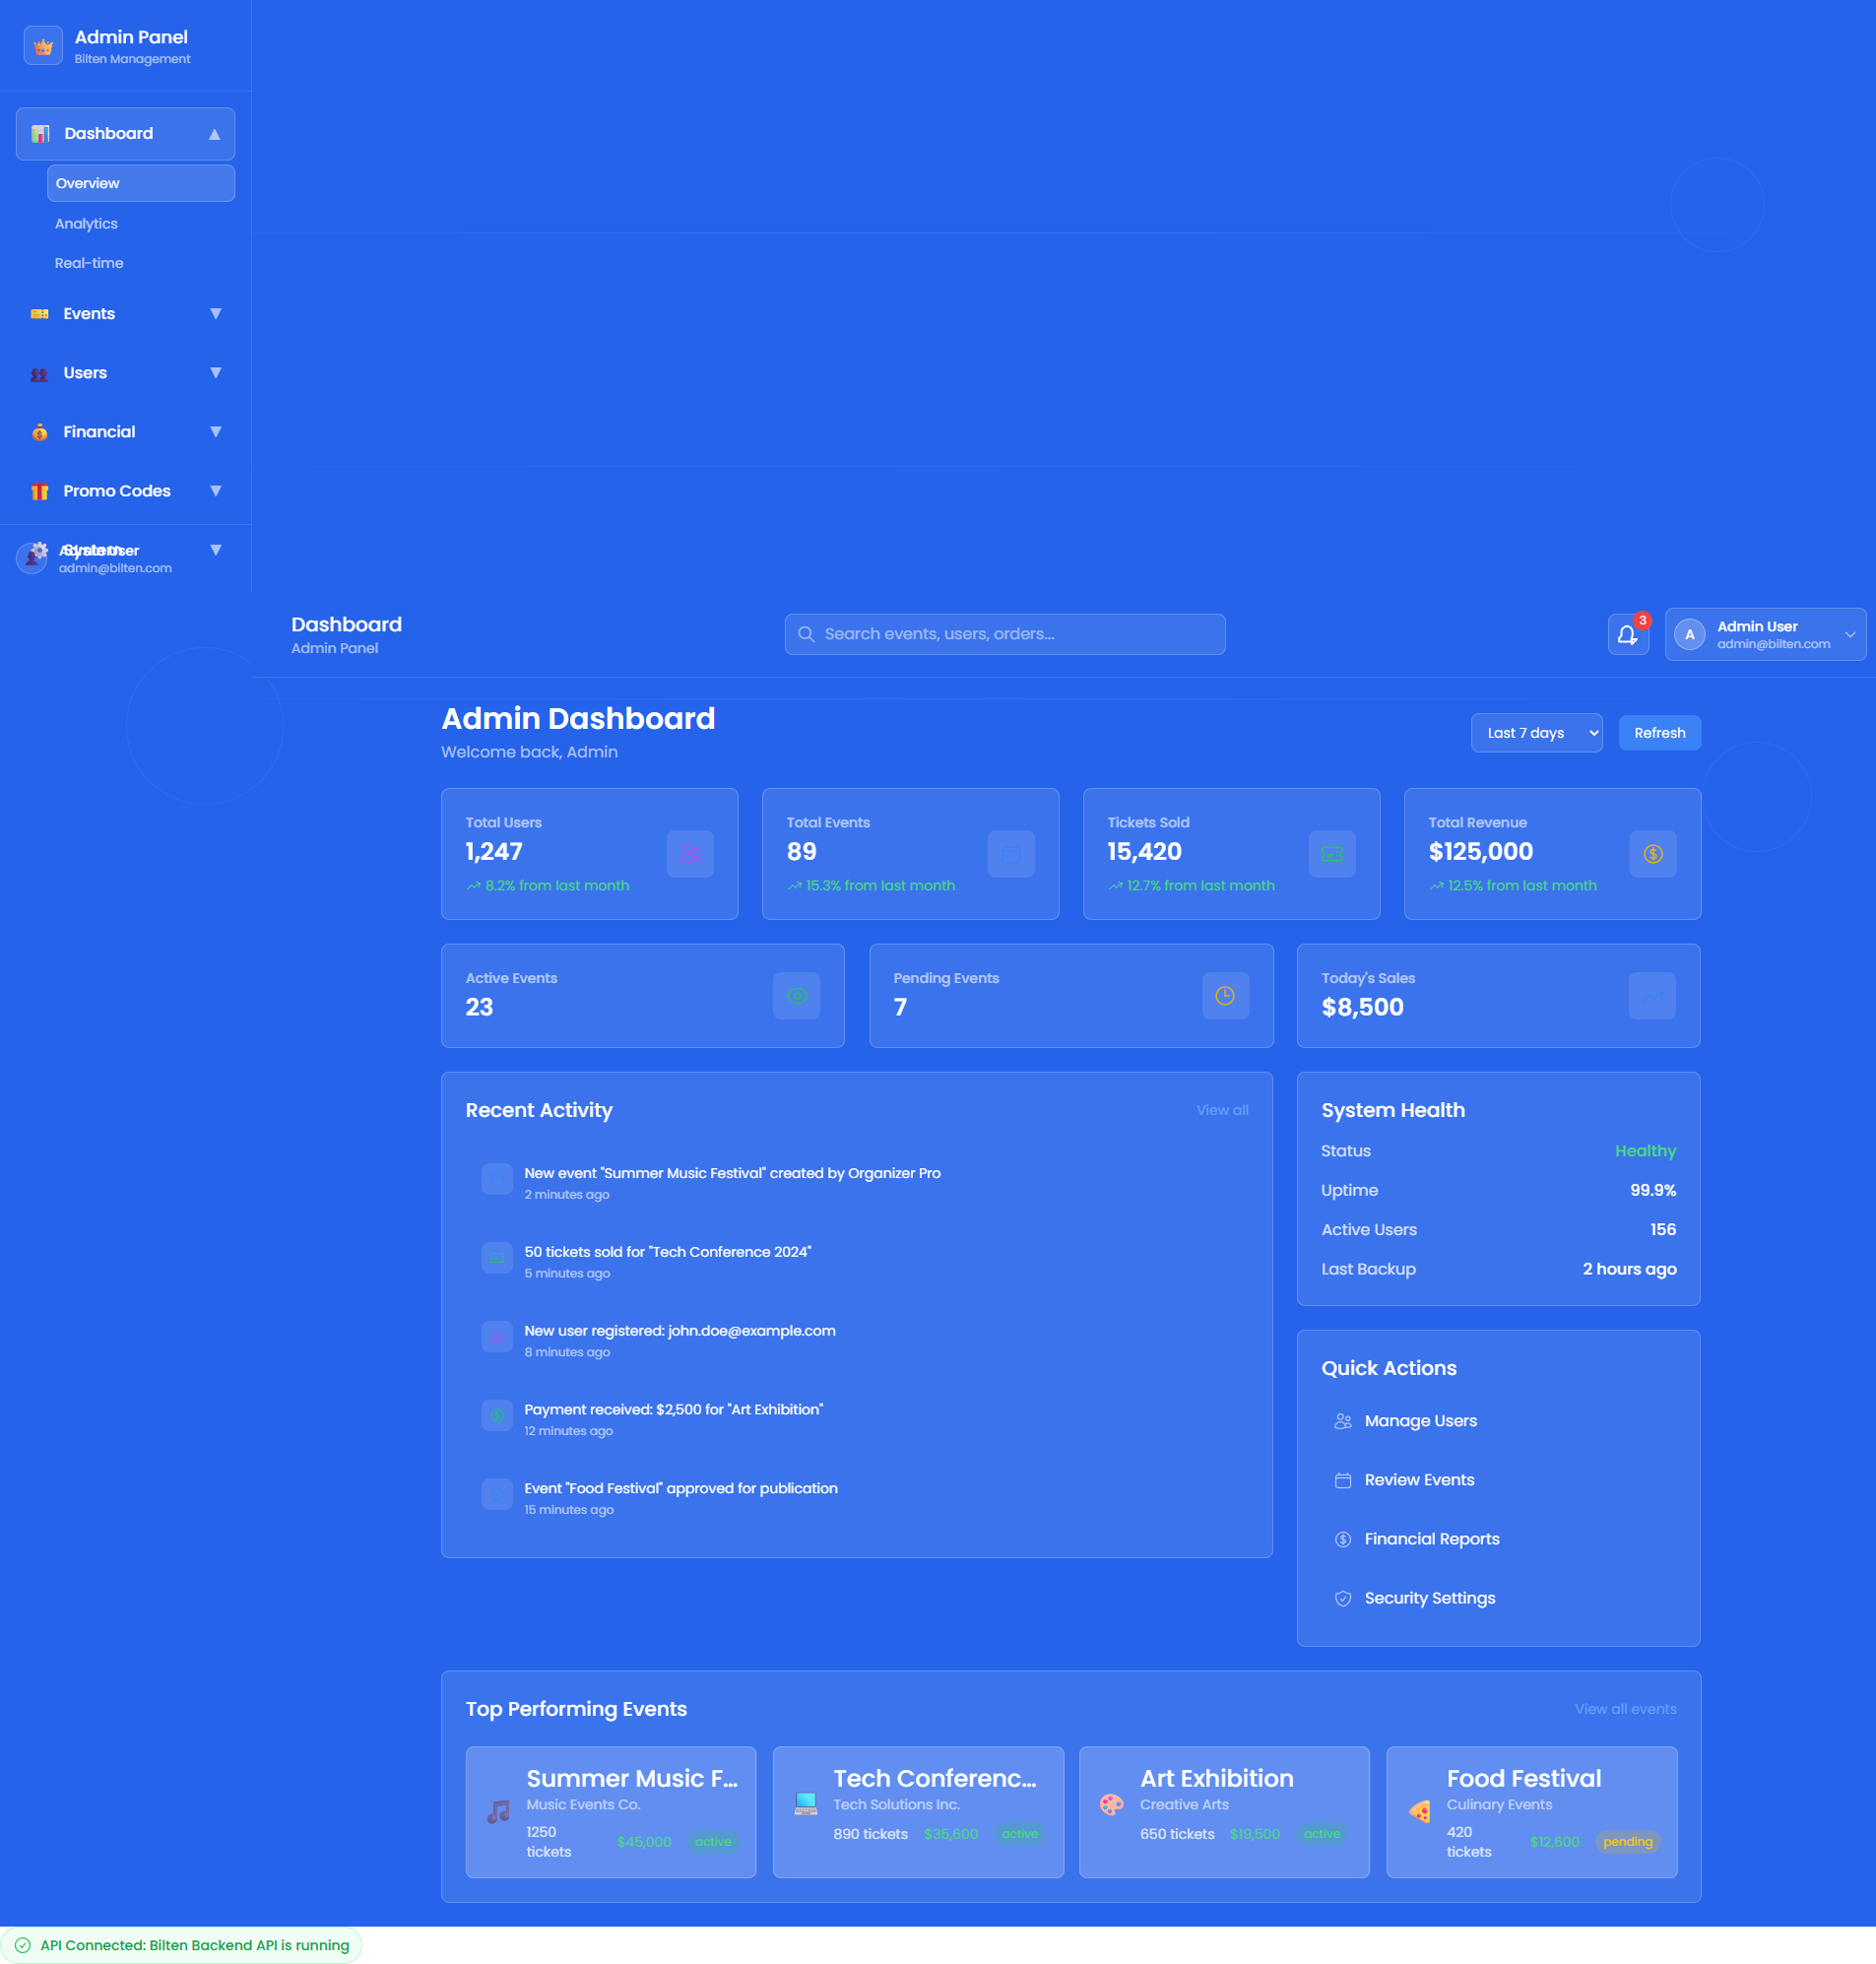 Admin Panel
Bilten Management
Dashboard
Overview
Analytics
Real-time
Events
Users
Financial
Promo Codes
System
Admin User
admin@bilten.com
Dashboard
Admin Panel
Search events, users, orders...
3
A
Admin User
admin@bilten.com
Admin Dashboard
Welcome back, Admin
Last 7 days
Refresh
Total Users
1,247
8.2% from last month
Total Events
89
15.3% from last month
Tickets Sold
15,420
12.7% from last month
Total Revenue
$125,000
12.5% from last month
Active Events
23
Pending Events
7
Today's Sales
$8,500
Recent Activity
View all
New event "Summer Music Festival" created by Organizer Pro
2 minutes ago
50 tickets sold for "Tech Conference 2024"
5 minutes ago
New user registered: john.doe@example.com
8 minutes ago
Payment received: $2,500 for "Art Exhibition"
12 minutes ago
Event "Food Festival" approved for publication
15 minutes ago
System Health
Status Healthy
Uptime 99.9%
Active Users 156
Last Backup 2 hours ago
Quick Actions
Manage Users
Review Events
Financial Reports
Security Settings
Top Performing Events
View all events
Summer Music F...
Music Events Co.
1250
tickets
$45,000 active
Tech Conferenc...
Tech Solutions Inc.
890 tickets $35,600 active
Art Exhibition
Creative Arts
650 tickets $19,500 active
Food Festival
Culinary Events
420
tickets
$12,600 pending
API Connected: Bilten Backend API is running